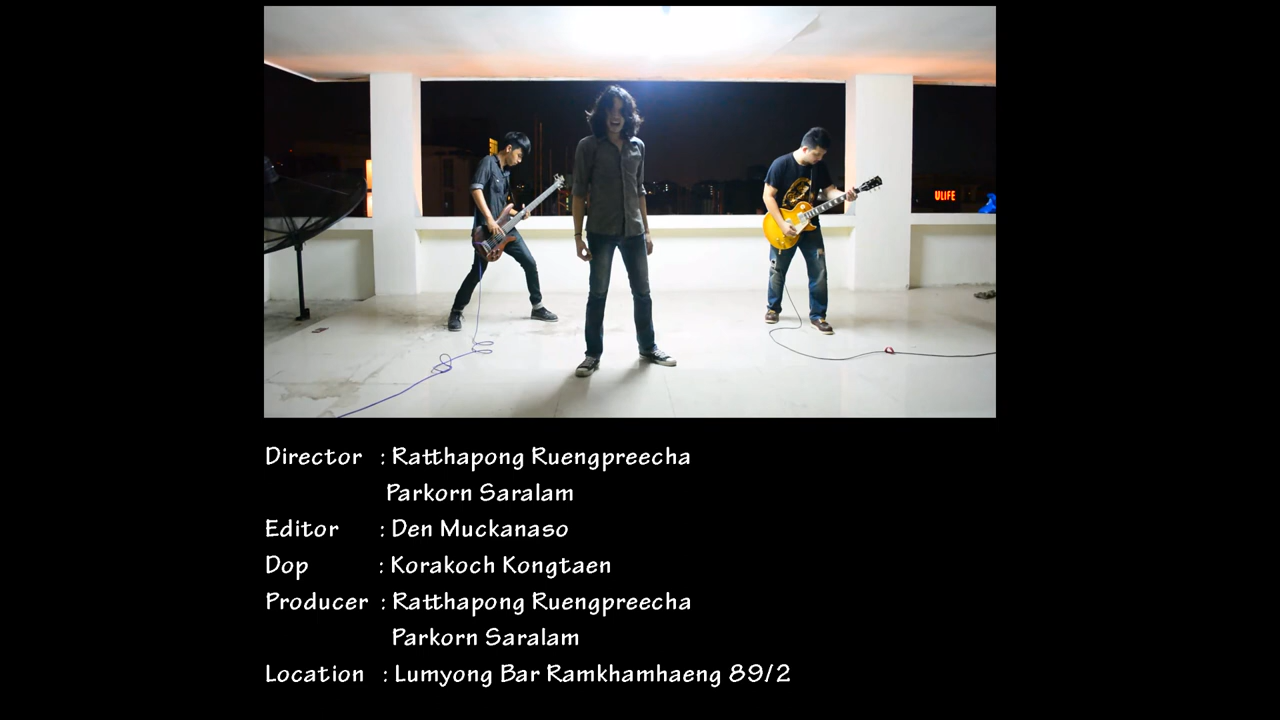 ULIFE
Director : Ratthapong Ruengpreecha
Parkorn Saralam
Editor : Den Muckanaso
Dop : Korakoch Kongtaen
Producer : Ratthapong Ruengpreecha
Parkorn Saralam
Location : Lumyong Bar Ramkhamhaeng 89/2